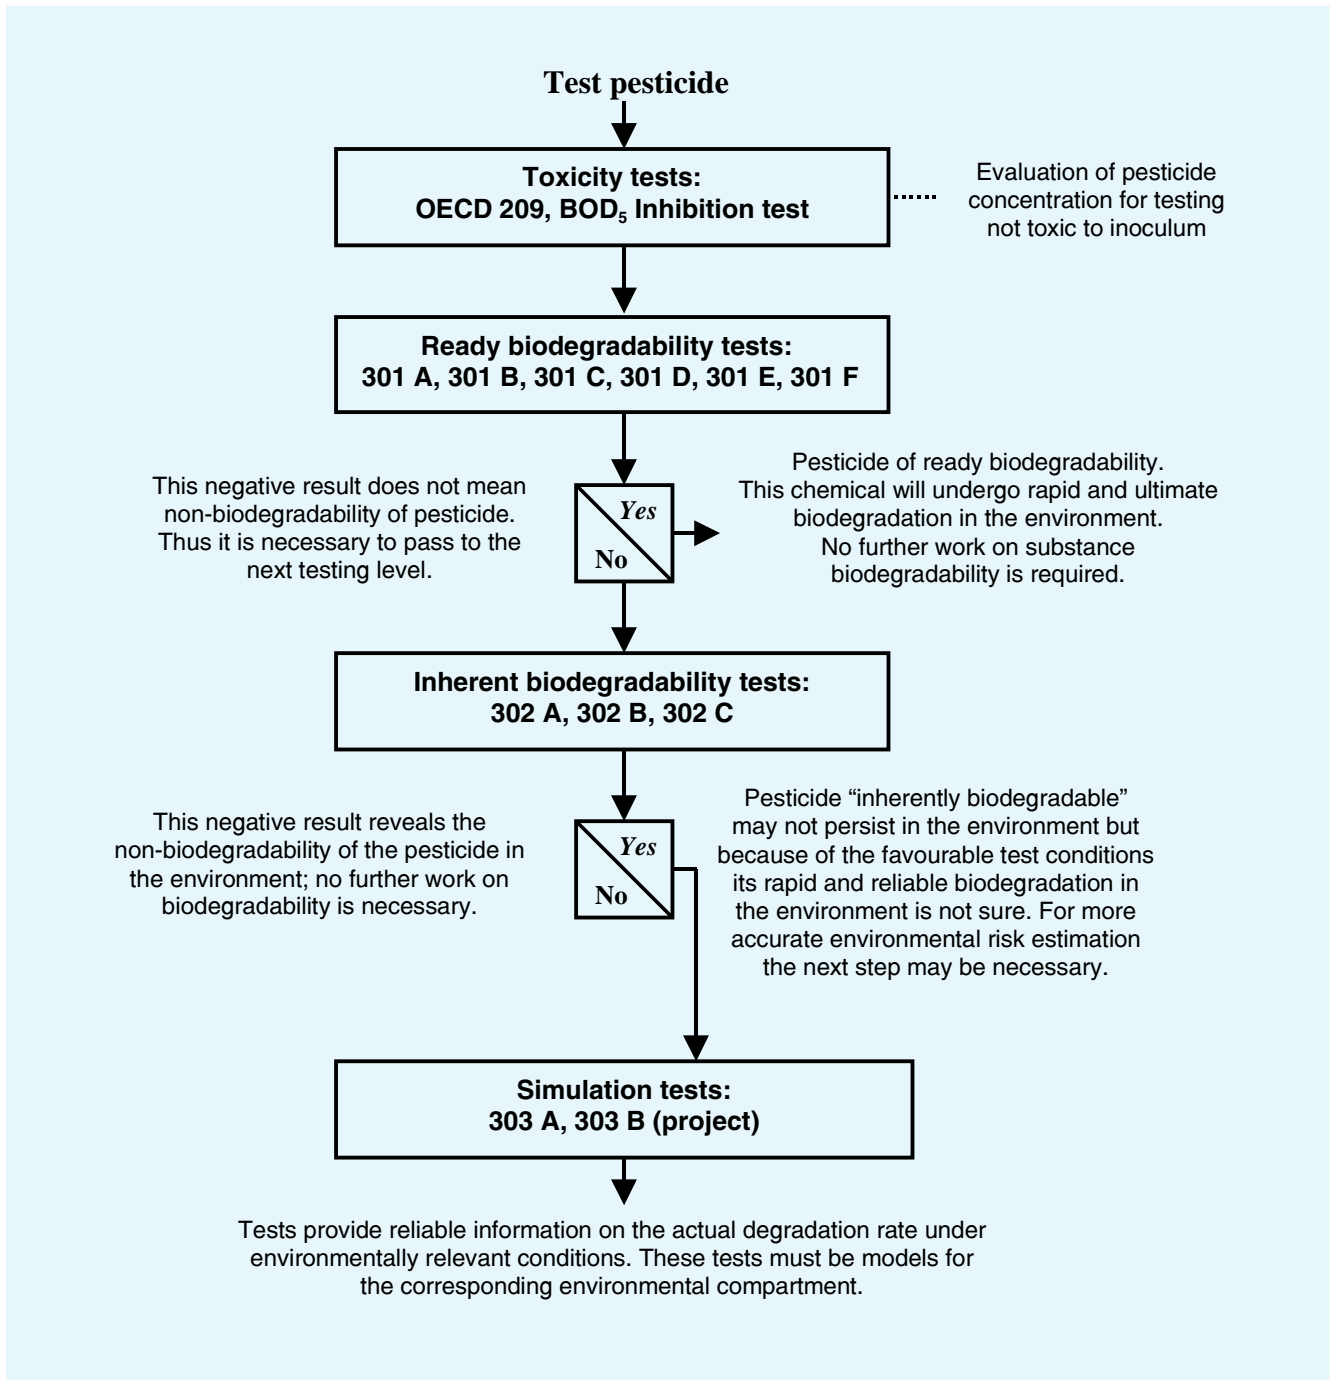 Test pesticide
Toxicity tests:
OECD 209, BOD₅ Inhibition test
Evaluation of pesticide
concentration for testing
not toxic to inoculum
Ready biodegradability tests:
301 A, 301 B, 301 C, 301 D, 301 E, 301 F
This negative result does not mean
non-biodegradability of pesticide.
Thus it is necessary to pass to the
next testing level.
Yes
No
Pesticide of ready biodegradability.
This chemical will undergo rapid and ultimate
biodegradation in the environment.
No further work on substance
biodegradability is required.
Inherent biodegradability tests:
302 A, 302 B, 302 C
This negative result reveals the
non-biodegradability of the pesticide in
the environment; no further work on
biodegradability is necessary.
Yes
No
Pesticide “inherently biodegradable”
may not persist in the environment but
because of the favourable test conditions
its rapid and reliable biodegradation in
the environment is not sure. For more
accurate environmental risk estimation
the next step may be necessary.
Simulation tests:
303 A, 303 B (project)
Tests provide reliable information on the actual degradation rate under
environmentally relevant conditions. These tests must be models for
the corresponding environmental compartment.